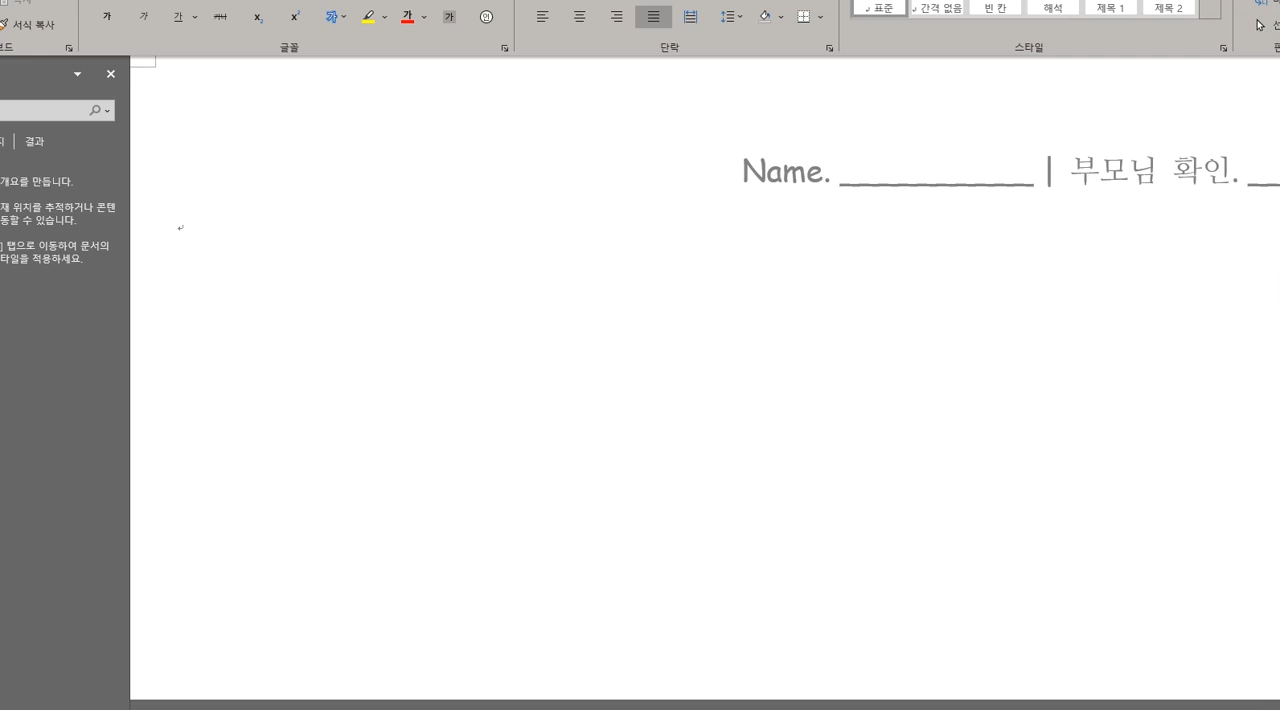 서식 복사
가 가 가 가나 x₂ x² 가 가 가 인
표준 간격 없음 빈 칸 해석 제목 1 제목 2
글꼴
단락
스타일
결과
개요를 만듭니다.
재 위치를 추적하거나 콘텐
동할 수 있습니다.
] 탭으로 이동하여 문서의
타일을 적용하세요.
Name. ____________ | 부모님 확인. __